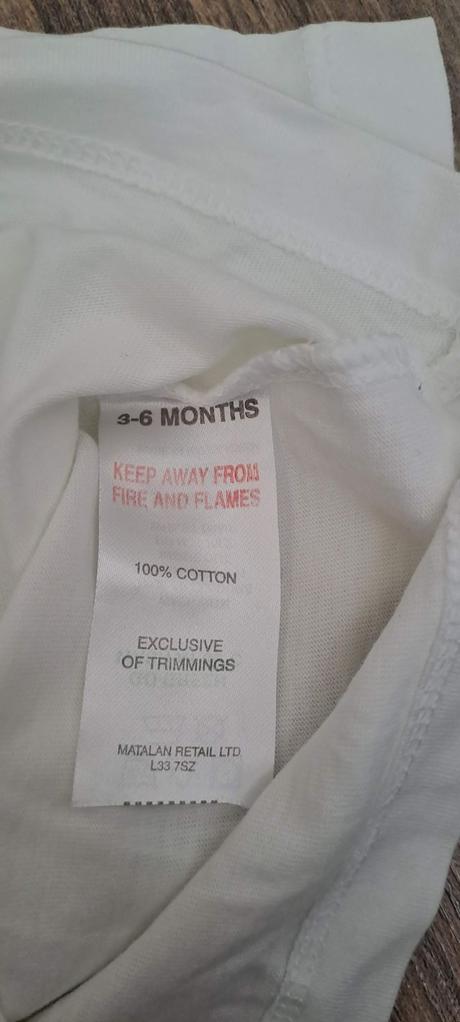 3-6 MONTHS
KEEP AWAY FROM
FIRE AND FLAMES
100% COTTON
EXCLUSIVE
OF TRIMMINGS
MATALAN RETAIL LTD
L33 7SZ